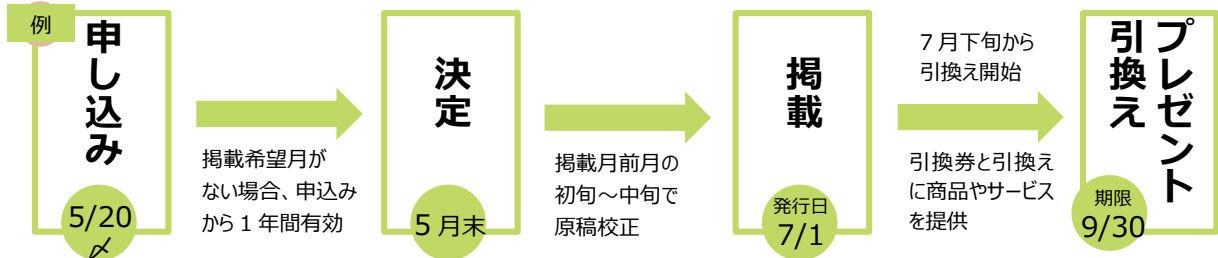 例
申し込み
5/20
〆
掲載希望月が
ない場合、申込み
から1年間有効
決定
5月末
掲載月前月の
初旬～中旬で
原稿校正
掲載
発行日
7/1
7月下旬から
引換え開始
引換券と引換え
に商品やサービス
を提供
プレゼント
引換え
期限
9/30